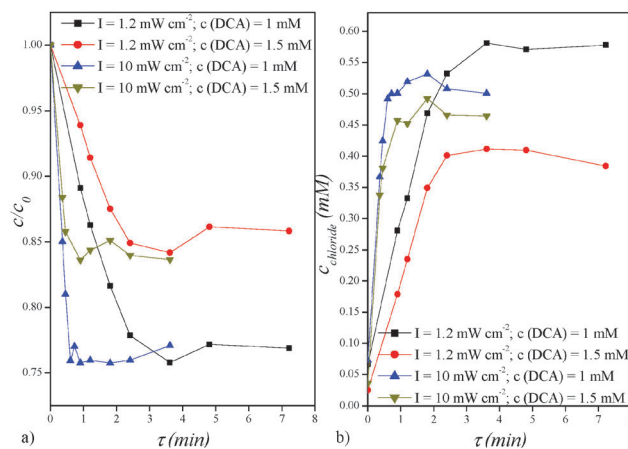 I = 1.2 mW cm-2; c (DCA) = 1 mM
I = 1.2 mW cm-2; c (DCA) = 1.5 mM
I = 10 mW cm-2; c (DCA) = 1 mM
I = 10 mW cm-2; c (DCA) = 1.5 mM
1.00
0.95
0.90
0.85
0.80
0.75
c/c0
0 1 2 3 4 5 6 7 8
a)
τ (min)
0.60
0.55
0.50
0.45
0.40
0.35
0.30
0.25
0.20
0.15
0.10
0.05
0.00
cchloride (mM)
I = 1.2 mW cm-2; c (DCA) = 1 mM
I = 1.2 mW cm-2; c (DCA) = 1.5 mM
I = 10 mW cm-2; c (DCA) = 1 mM
I = 10 mW cm-2; c (DCA) = 1.5 mM
0 1 2 3 4 5 6 7
b)
τ (min)